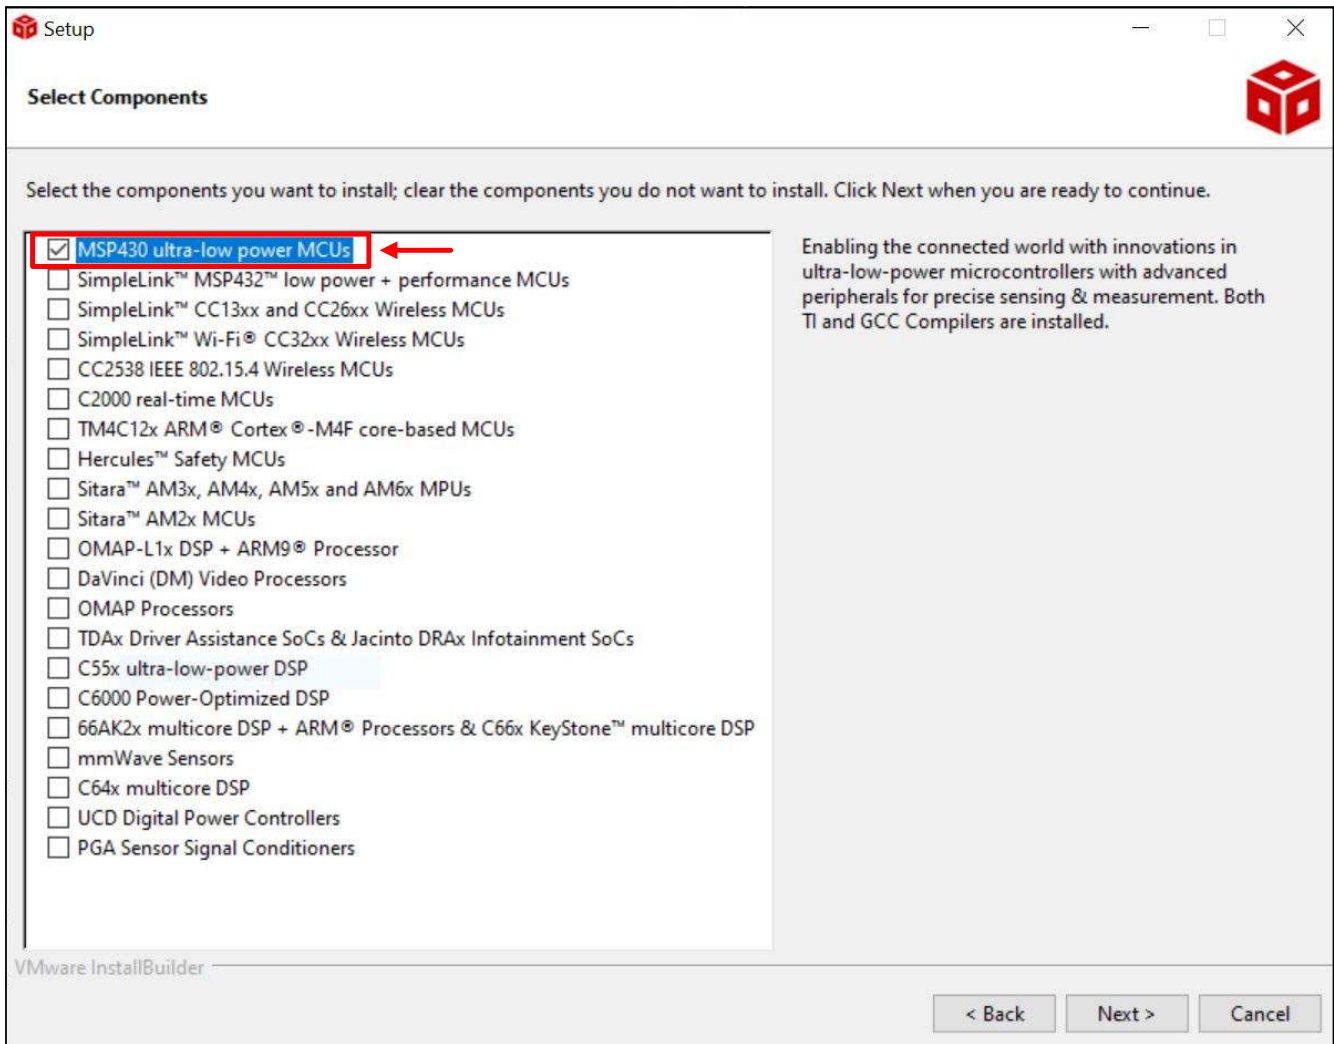 Setup
Select Components
Select the components you want to install; clear the components you do not want to install. Click Next when you are ready to continue.
MSP430 ultra-low power MCUs
SimpleLink™ MSP432™ low power + performance MCUs
SimpleLink™ CC13xx and CC26xx Wireless MCUs
SimpleLink™ Wi-Fi® CC32xx Wireless MCUs
CC2538 IEEE 802.15.4 Wireless MCUs
C2000 real-time MCUs
TM4C12x ARM® Cortex®-M4F core-based MCUs
Hercules™ Safety MCUs
Sitara™ AM3x, AM4x, AM5x and AM6x MPUs
Sitara™ AM2x MCUs
OMAP-L1x DSP + ARM9® Processor
DaVinci (DM) Video Processors
OMAP Processors
TDAx Driver Assistance SoCs & Jacinto DRAx Infotainment SoCs
C55x ultra-low-power DSP
C6000 Power-Optimized DSP
66AK2x multicore DSP + ARM® Processors & C66x KeyStone™ multicore DSP
mmWave Sensors
C64x multicore DSP
UCD Digital Power Controllers
PGA Sensor Signal Conditioners
Enabling the connected world with innovations in
ultra-low-power microcontrollers with advanced
peripherals for precise sensing & measurement. Both
TI and GCC Compilers are installed.
VMware InstallBuilder
< Back
Next >
Cancel